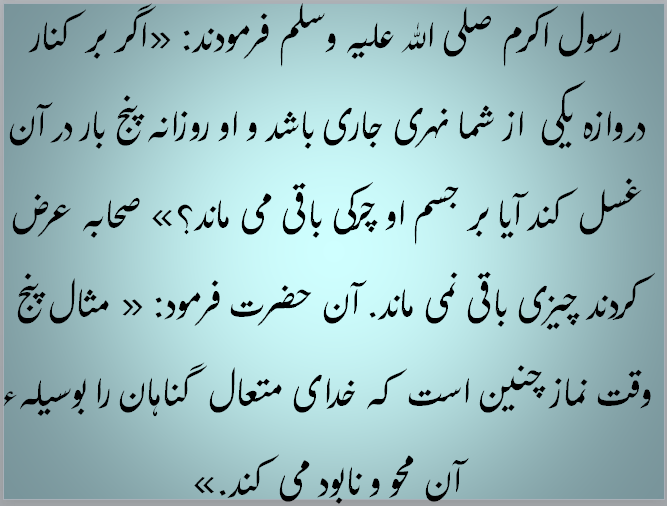 رسول اکرم صلی الله علیه وسلم فرمودند: «اگر بر کنار
دروازه یکی از شما نهری جاری باشد و او روزانه پنج بار در آن
غسل کند آیا بر جسم او چرکی باقی می ماند؟» صحابه عرض
کردند چیزی باقی نمی ماند. آن حضرت فرمود: « مثال پنج
وقت نماز چنین است که خدای متعال گناهان را بوسیلهء
آن محو و نابود می کند.»